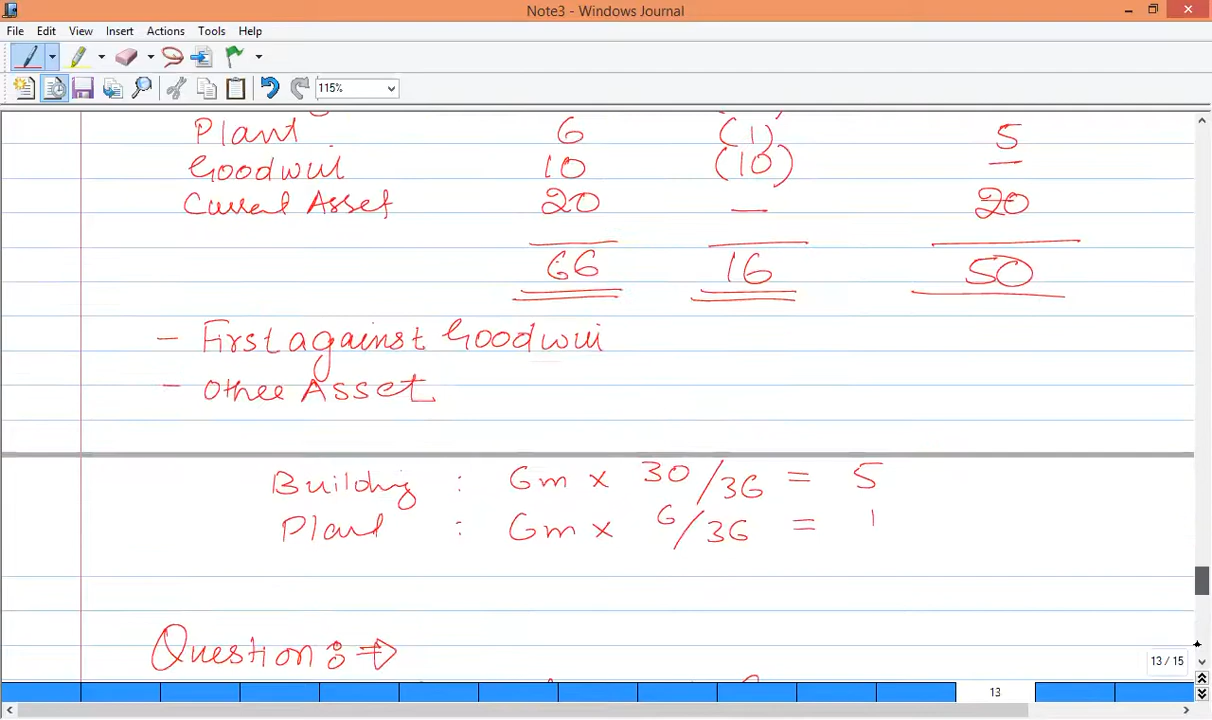 Note3 - Windows Journal
File Edit View Insert Actions Tools Help
115%
Plant 6 (1) 5
Goodwill 10 (10) —
Current Asset 20 — 20
66 16 50
- First against Goodwill
- Other Asset
Building : 6m × 30/36 = 5
Plant : 6m × 6/36 = 1
Question :⇒
13 / 15
13